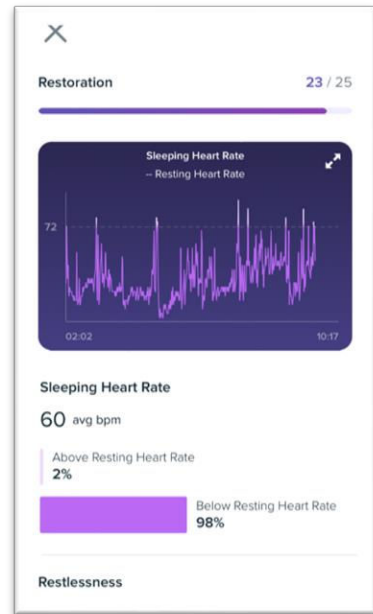 Restoration
23 / 25
Sleeping Heart Rate
-- Resting Heart Rate
72
02:02
10:17
Sleeping Heart Rate
60 avg bpm
Above Resting Heart Rate
2%
Below Resting Heart Rate
98%
Restlessness